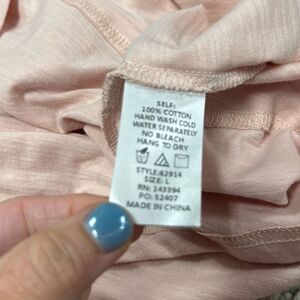 SELF:
100% COTTON
HAND WASH COLD
WATER SEPARATELY
NO BLEACH
HANG TO DRY
STYLE:62914
SIZE: L
RN: 143394
PO: 52407
MADE IN CHINA